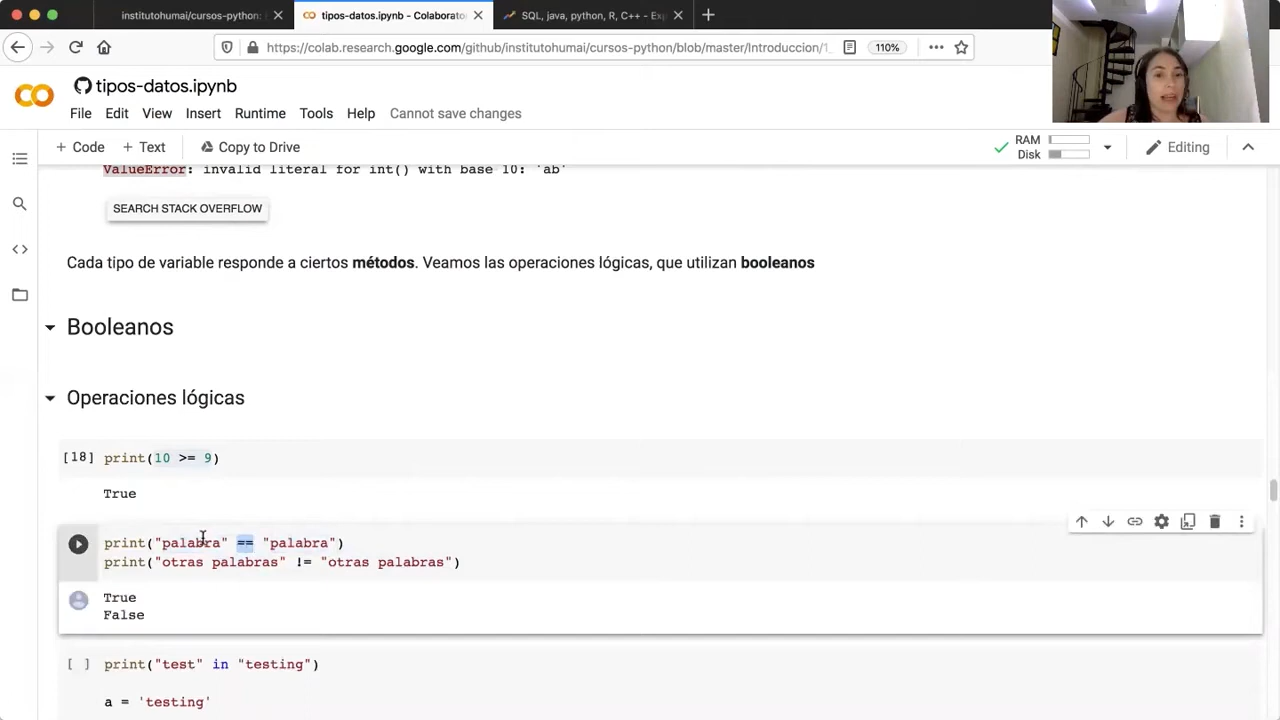 institutohumai/cursos-python:
tipos-datos.ipynb - Colaborato
SQL, java, python, R, C++ - Exp
https://colab.research.google.com/github/institutohumai/cursos-python/blob/master/Introduccion/1_
110%
tipos-datos.ipynb
File Edit View Insert Runtime Tools Help Cannot save changes
+ Code + Text Copy to Drive
RAM
Disk
Editing
ValueError: invalid literal for int() with base 10: 'ab'
SEARCH STACK OVERFLOW
Cada tipo de variable responde a ciertos métodos. Veamos las operaciones lógicas, que utilizan booleanos
Booleanos
Operaciones lógicas
[18] print(10 >= 9)
True
print("palabra" == "palabra")
print("otras palabras" != "otras palabras")
True
False
[ ] print("test" in "testing")
a = 'testing'